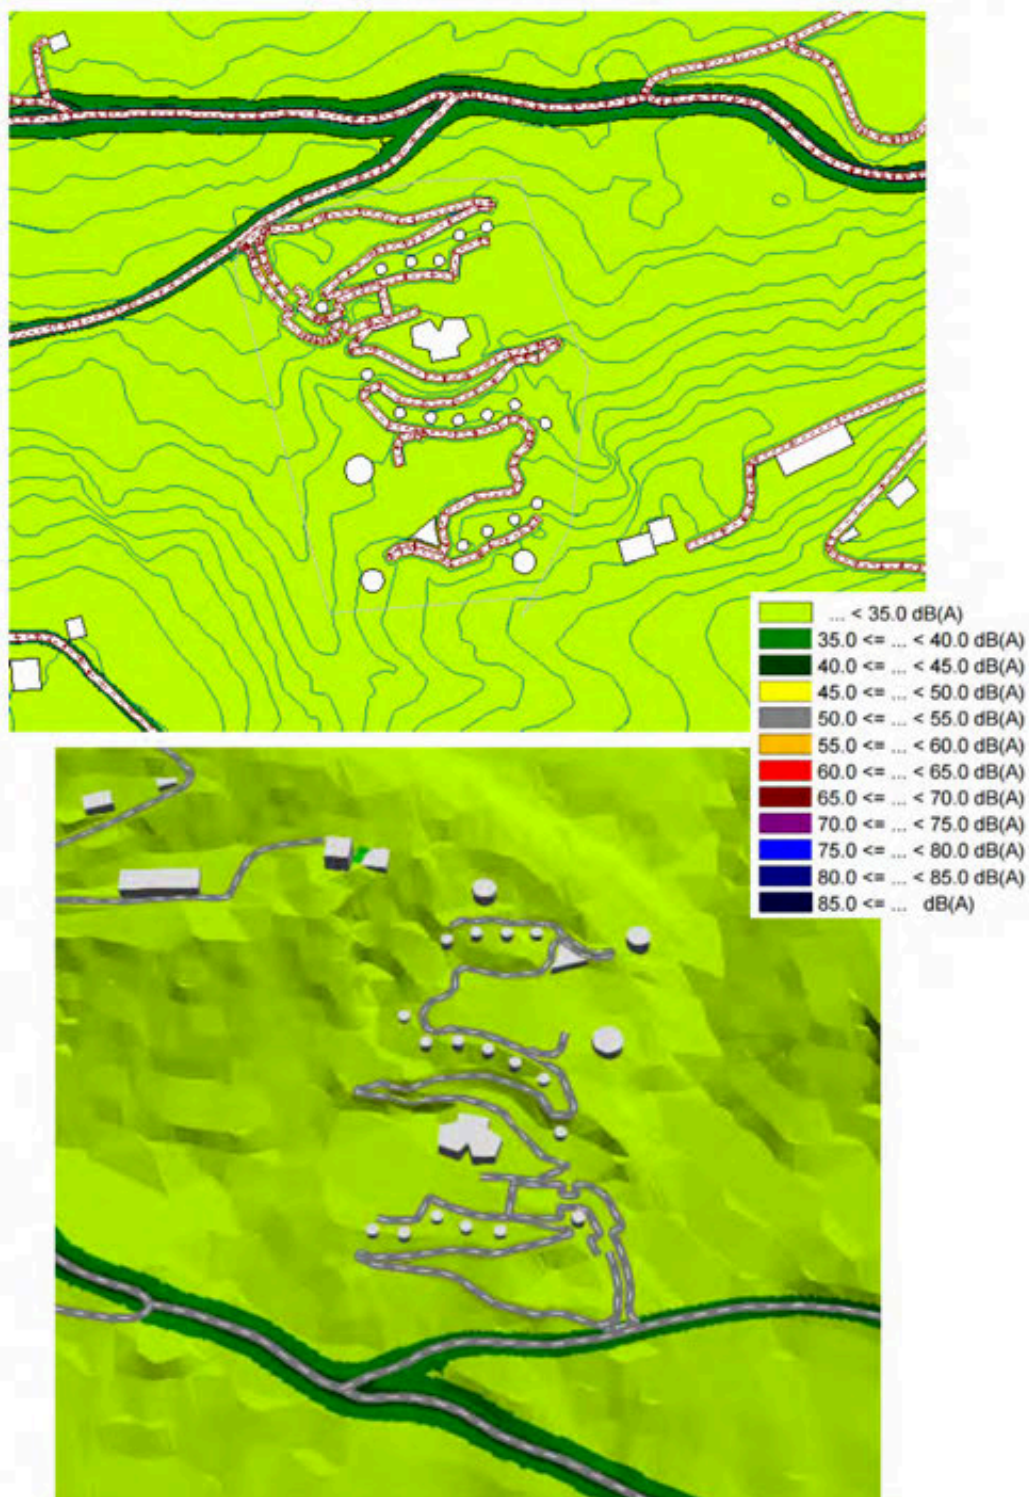 ... < 35.0 dB(A)
35.0 <= ... < 40.0 dB(A)
40.0 <= ... < 45.0 dB(A)
45.0 <= ... < 50.0 dB(A)
50.0 <= ... < 55.0 dB(A)
55.0 <= ... < 60.0 dB(A)
60.0 <= ... < 65.0 dB(A)
65.0 <= ... < 70.0 dB(A)
70.0 <= ... < 75.0 dB(A)
75.0 <= ... < 80.0 dB(A)
80.0 <= ... < 85.0 dB(A)
85.0 <= ... dB(A)